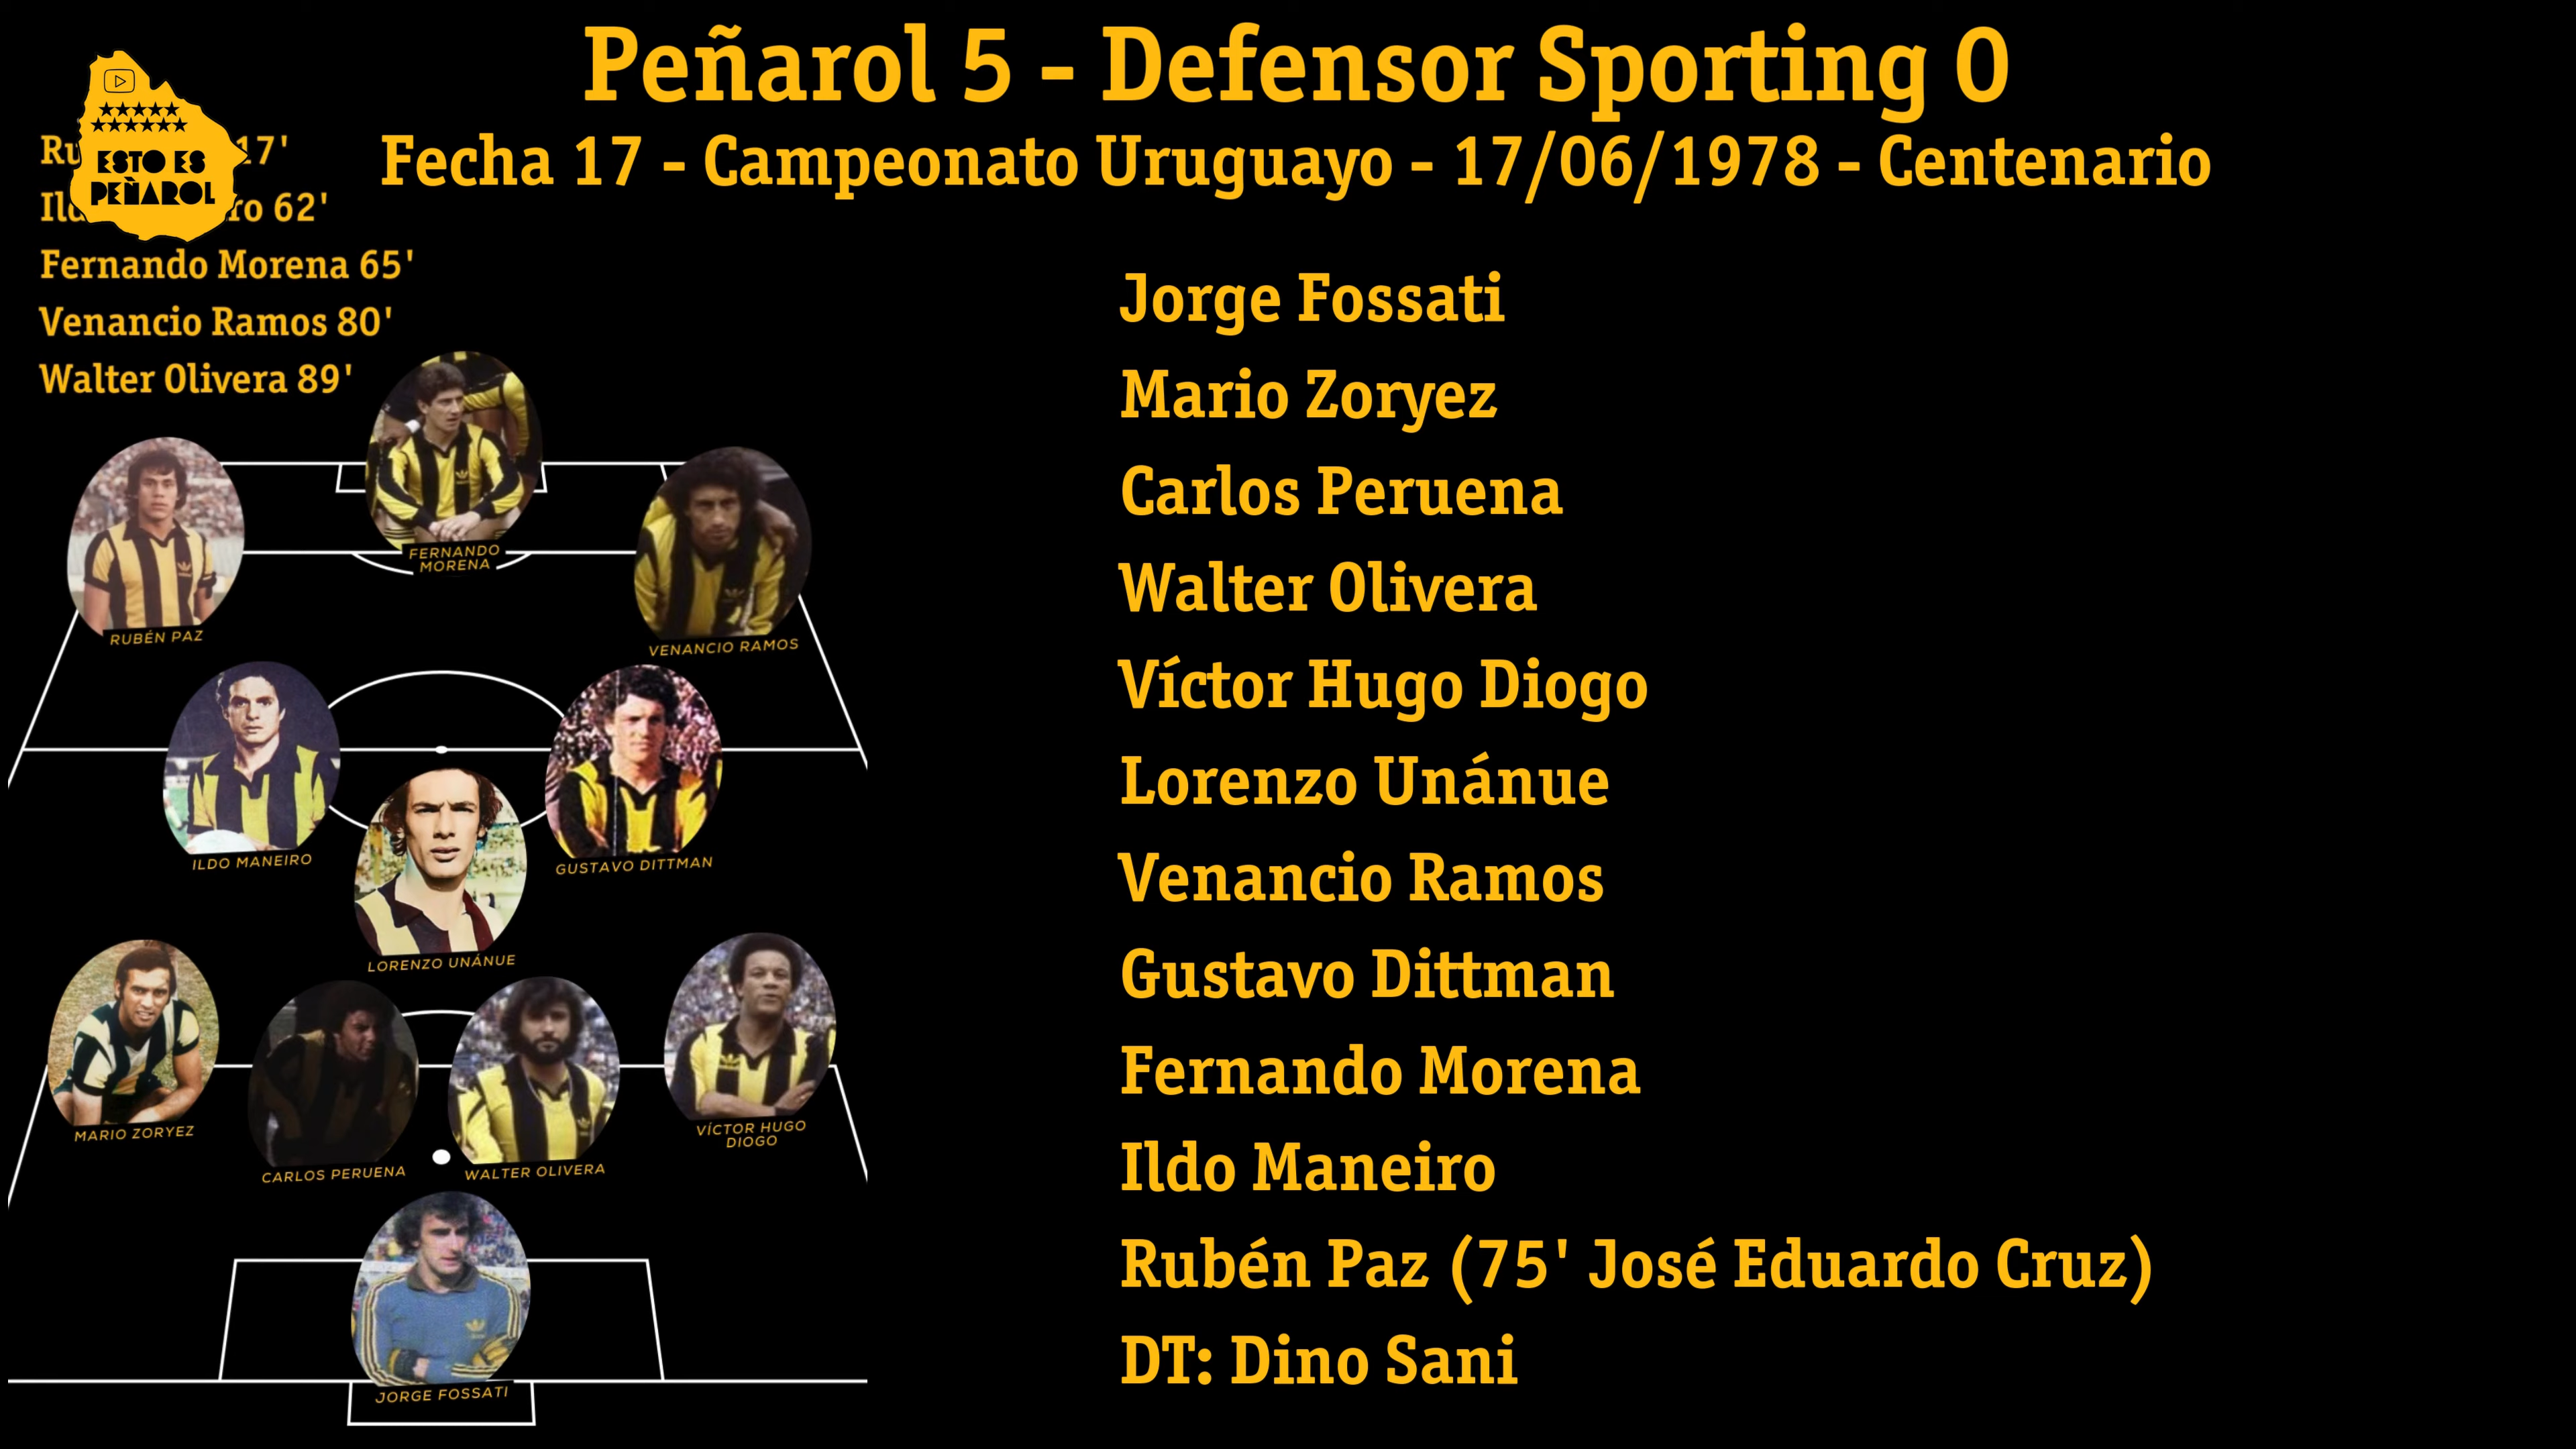 Peñarol 5 - Defensor Sporting 0
Fecha 17 - Campeonato Uruguayo - 17/06/1978 - Centenario
ESTO ES
PEÑAROL
17'
62'
Fernando Morena 65'
Venancio Ramos 80'
Walter Olivera 89'
FERNANDO
MORENA
RUBÉN PAZ
VENANCIO RAMOS
ILDO MANEIRO
GUSTAVO DITTMAN
LORENZO UNÁNUE
MARIO ZORYEZ
CARLOS PERUENA
WALTER OLIVERA
VÍCTOR HUGO
DIOGO
JORGE FOSSATI
Jorge Fossati
Mario Zoryez
Carlos Peruena
Walter Olivera
Víctor Hugo Diogo
Lorenzo Unánue
Venancio Ramos
Gustavo Dittman
Fernando Morena
Ildo Maneiro
Rubén Paz (75' José Eduardo Cruz)
DT: Dino Sani